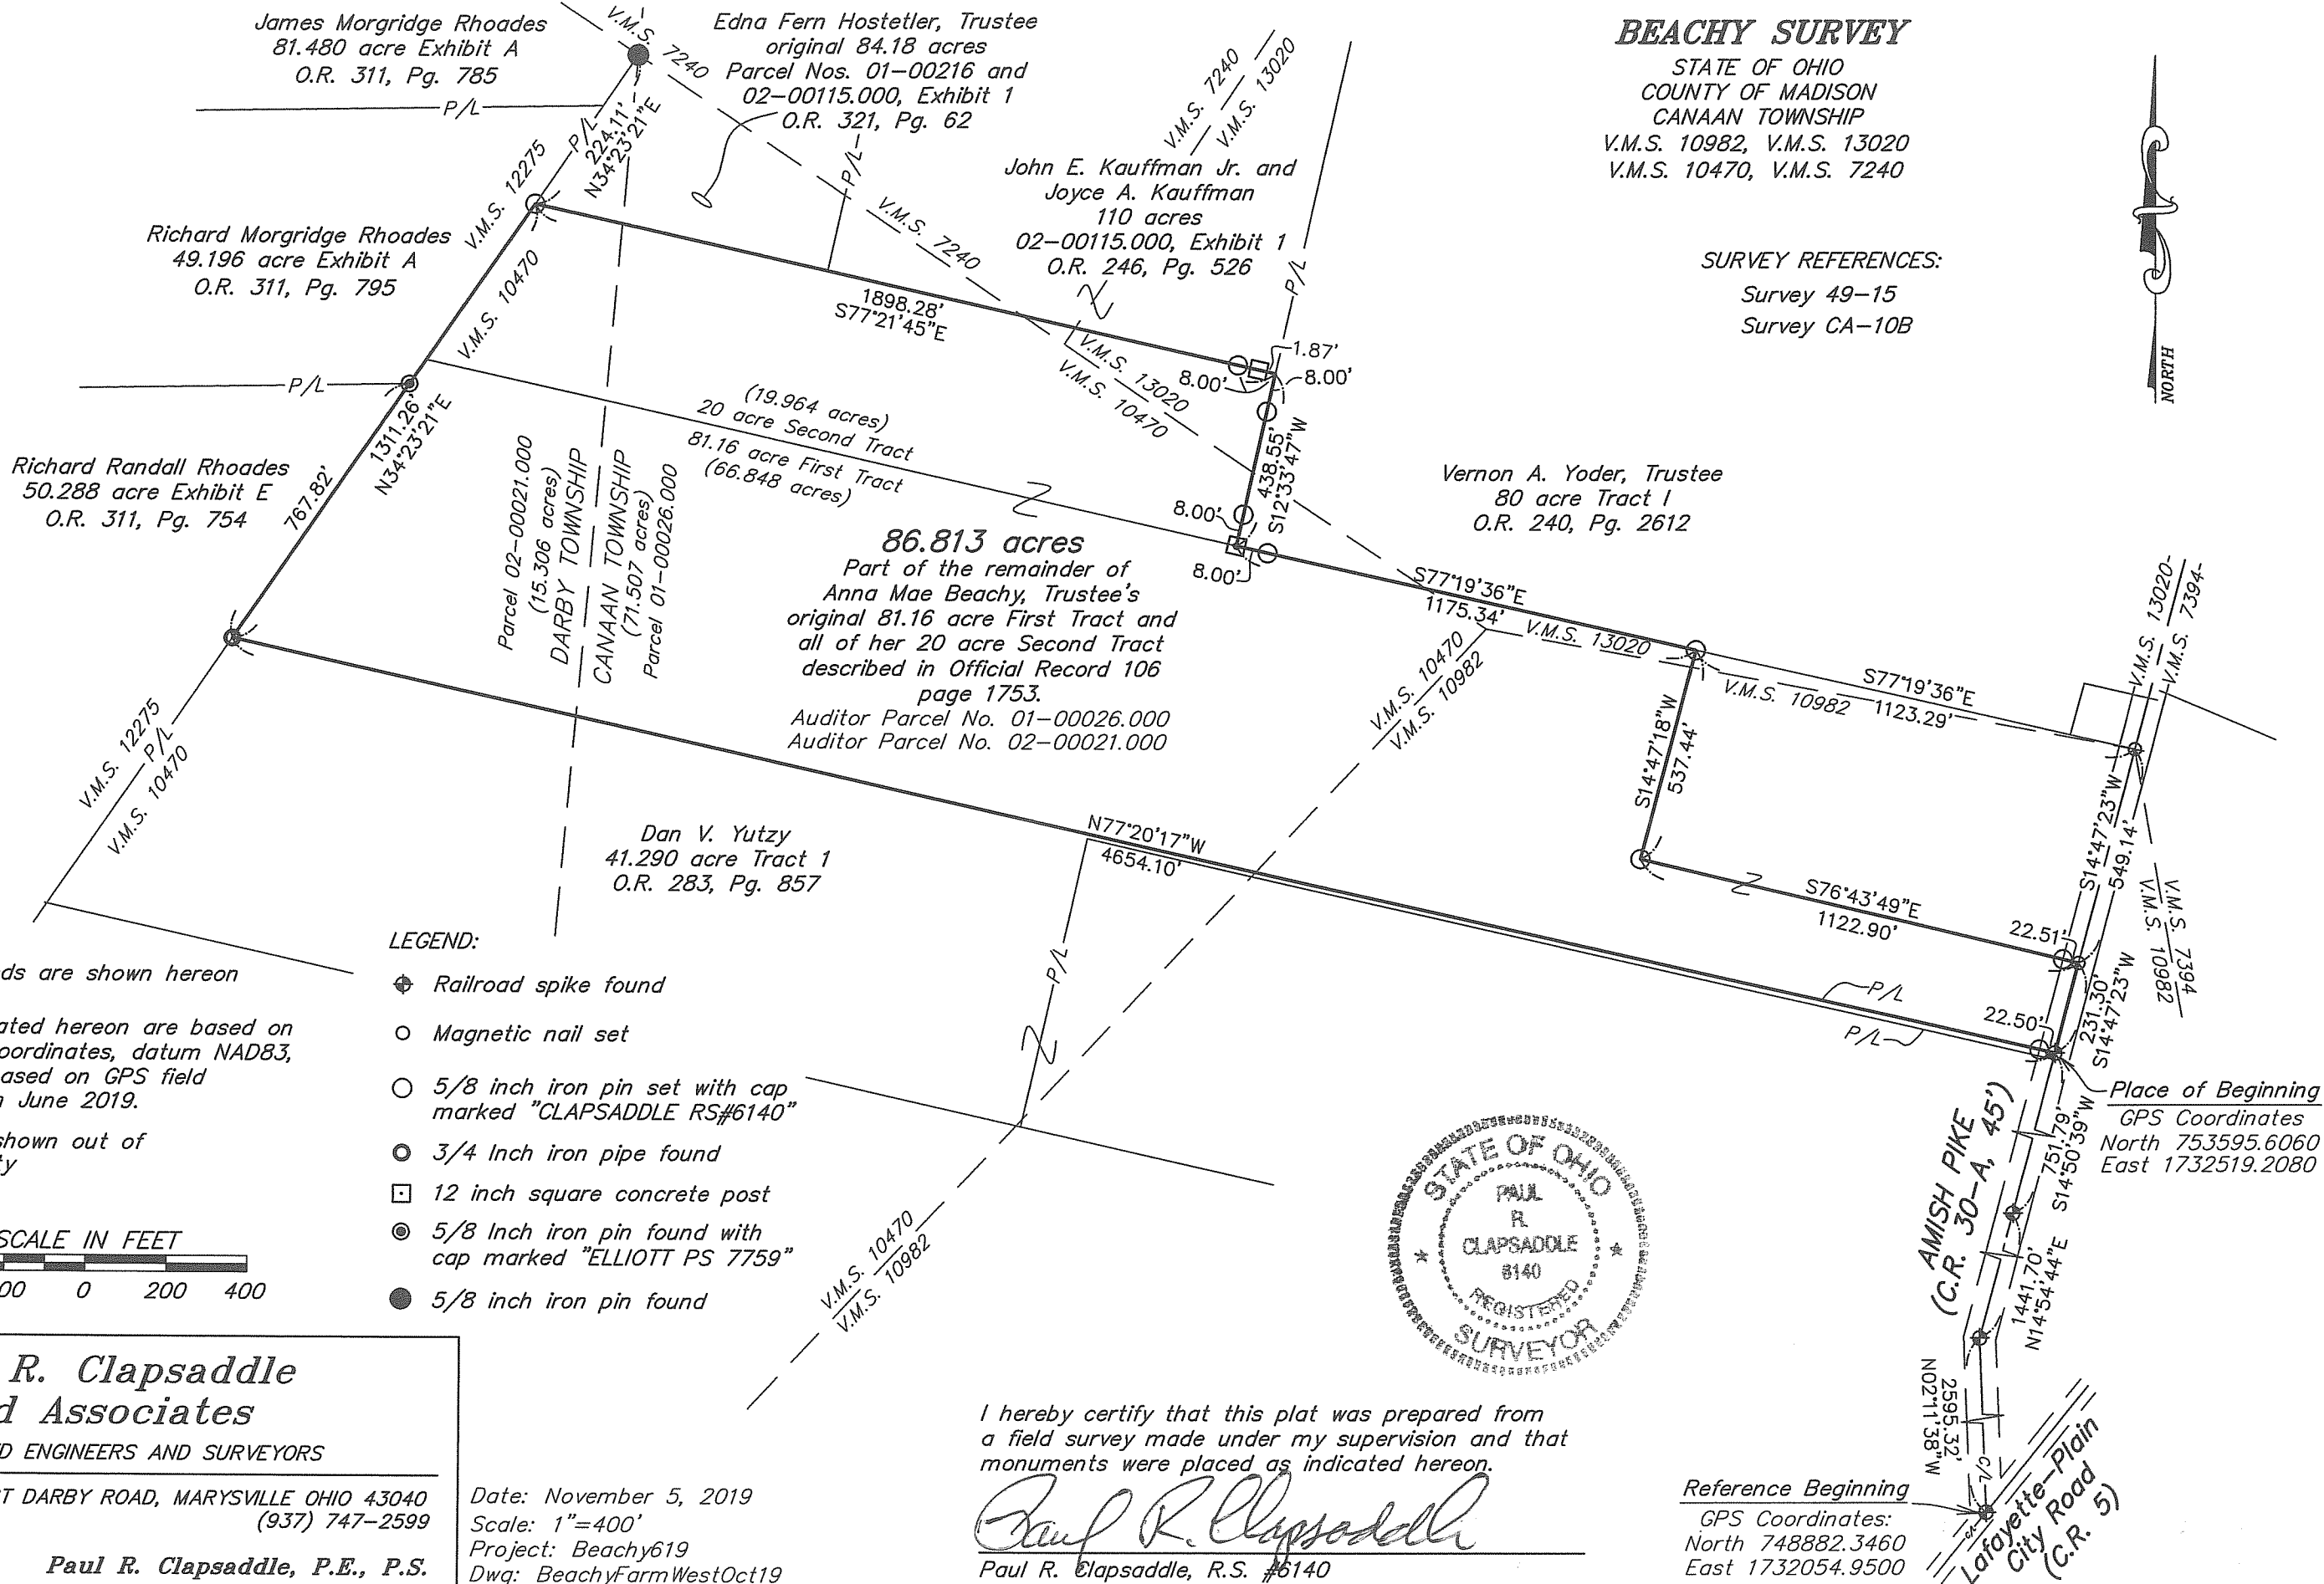 BEACHY SURVEY
STATE OF OHIO
COUNTY OF MADISON
CANAAN TOWNSHIP
V.M.S. 10982, V.M.S. 13020
V.M.S. 10470, V.M.S. 7240
SURVEY REFERENCES:
Survey 49-15
Survey CA-10B
NORTH
James Morgridge Rhoades
81.480 acre Exhibit A
O.R. 311, Pg. 785
V.M.S.
7240
Edna Fern Hostetler, Trustee
original 84.18 acres
Parcel Nos. 01-00216 and
02-00115.000, Exhibit 1
O.R. 321, Pg. 62
V.M.S. 7240
V.M.S. 13020
P/L
P/L
224.11'
N34°23'21"E
P/L
V.M.S. 12275
V.M.S. 10470
John E. Kauffman Jr. and
Joyce A. Kauffman
110 acres
02-00115.000, Exhibit 1
O.R. 246, Pg. 526
P/L
V.M.S. 7240
Richard Morgridge Rhoades
49.196 acre Exhibit A
O.R. 311, Pg. 795
1898.28'
S77°21'45"E
V.M.S. 13020
V.M.S. 10470
1.87'
8.00'
8.00'
438.55'
S12°33'47"W
8.00'
8.00'
P/L
1311.26'
N34°23'21"E
767.82'
(19.964 acres)
20 acre Second Tract
81.16 acre First Tract
(66.848 acres)
Richard Randall Rhoades
50.288 acre Exhibit E
O.R. 311, Pg. 754
Parcel 02-00021.000
(15.306 acres)
DARBY TOWNSHIP
CANAAN TOWNSHIP
(71.507 acres)
Parcel 01-00026.000
Vernon A. Yoder, Trustee
80 acre Tract I
O.R. 240, Pg. 2612
86.813 acres
Part of the remainder of
Anna Mae Beachy, Trustee's
original 81.16 acre First Tract and
all of her 20 acre Second Tract
described in Official Record 106
page 1753.
Auditor Parcel No. 01-00026.000
Auditor Parcel No. 02-00021.000
S77°19'36"E
1175.34'
V.M.S. 13020
V.M.S. 10470
V.M.S. 10982
V.M.S. 10982
S77°19'36"E
1123.29'
V.M.S. 13020-
V.M.S. 7394-
S14°47'18"W
537.44'
S14°47'23"W
549.14'
V.M.S. 7394
V.M.S. 10982
V.M.S. 12275
P/L
V.M.S. 10470
Dan V. Yutzy
41.290 acre Tract 1
O.R. 283, Pg. 857
N77°20'17"W
4654.10'
S76°43'49"E
1122.90'
22.51'
231.30'
S14°47'23"W
22.50'
P/L
P/L
P/L
Place of Beginning
GPS Coordinates
North 753595.6060
East 1732519.2080
751.79'
S14°50'39"W
AMISH PIKE
(C.R. 30-A, 45')
1441.70'
N14°54'44"E
2595.32'
N02°11'38"W
C/L
Lafayette-Plain
City Road
(C.R. 5)
Reference Beginning
GPS Coordinates:
North 748882.3460
East 1732054.9500
V.M.S. 10470
V.M.S. 10982
ds are shown hereon
ated hereon are based on
oordinates, datum NAD83,
ased on GPS field
n June 2019.
shown out of
ty
SCALE IN FEET
00 0 200 400
LEGEND:
Railroad spike found
Magnetic nail set
5/8 inch iron pin set with cap
marked "CLAPSADDLE RS#6140"
3/4 Inch iron pipe found
12 inch square concrete post
5/8 Inch iron pin found with
cap marked "ELLIOTT PS 7759"
5/8 inch iron pin found
R. Clapsaddle
d Associates
D ENGINEERS AND SURVEYORS
T DARBY ROAD, MARYSVILLE OHIO 43040
(937) 747-2599
Paul R. Clapsaddle, P.E., P.S.
Date: November 5, 2019
Scale: 1"=400'
Project: Beachy619
Dwg: BeachyFarmWestOct19
STATE OF OHIO
PAUL
R.
CLAPSADDLE
6140
REGISTERED
SURVEYOR
I hereby certify that this plat was prepared from
a field survey made under my supervision and that
monuments were placed as indicated hereon.
Paul R. Clapsaddle
Paul R. Clapsaddle, R.S. #6140